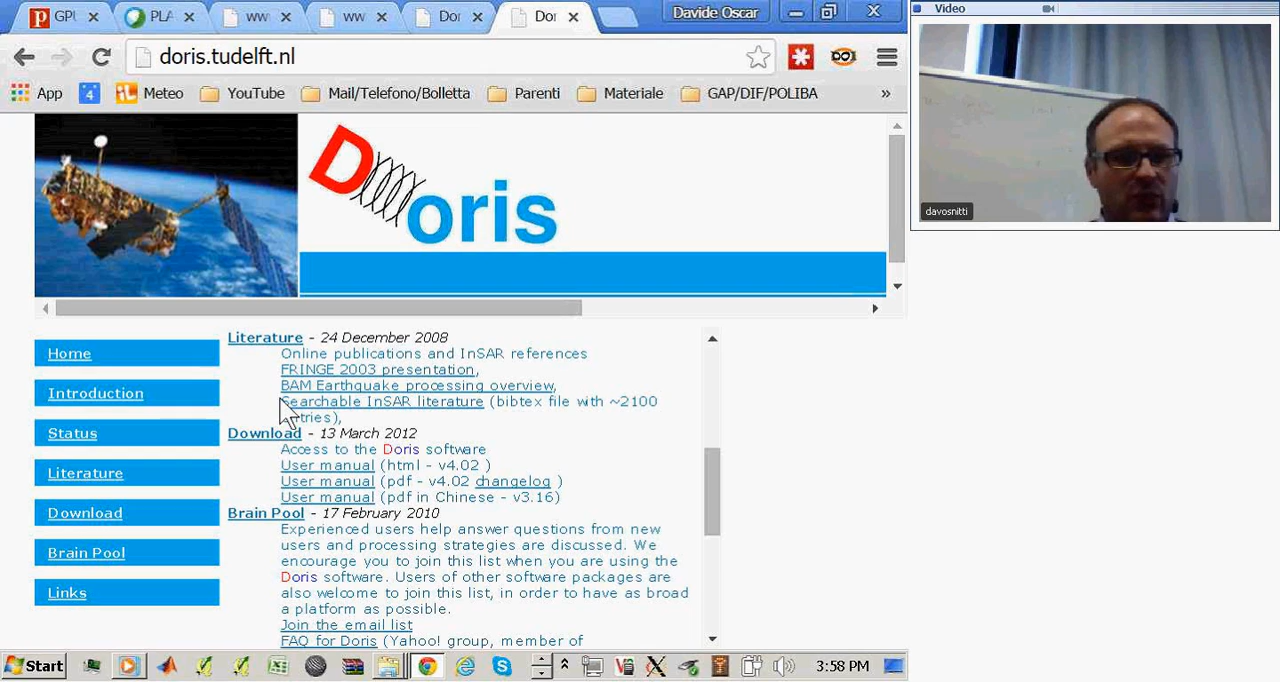 GPU
PLA
ww
ww
Dor
Dor
Davide Oscar
Video
doris.tudelft.nl
DOI
App
4
Meteo
YouTube
Mail/Telefono/Bolletta
Parenti
Materiale
GAP/DIF/POLIBA
»
Doris
davosnitti
Home
Introduction
Status
Literature
Download
Brain Pool
Links
Literature - 24 December 2008
Online publications and InSAR references
FRINGE 2003 presentation,
BAM Earthquake processing overview,
Searchable InSAR literature (bibtex file with ~2100
entries),
Download - 13 March 2012
Access to the Doris software
User manual (html - v4.02 )
User manual (pdf - v4.02 changelog )
User manual (pdf in Chinese - v3.16)
Brain Pool - 17 February 2010
Experienced users help answer questions from new
users and processing strategies are discussed. We
encourage you to join this list when you are using the
Doris software. Users of other software packages are
also welcome to join this list, in order to have as broad
a platform as possible.
Join the email list
FAQ for Doris (Yahoo! group, member of
Start
3:58 PM